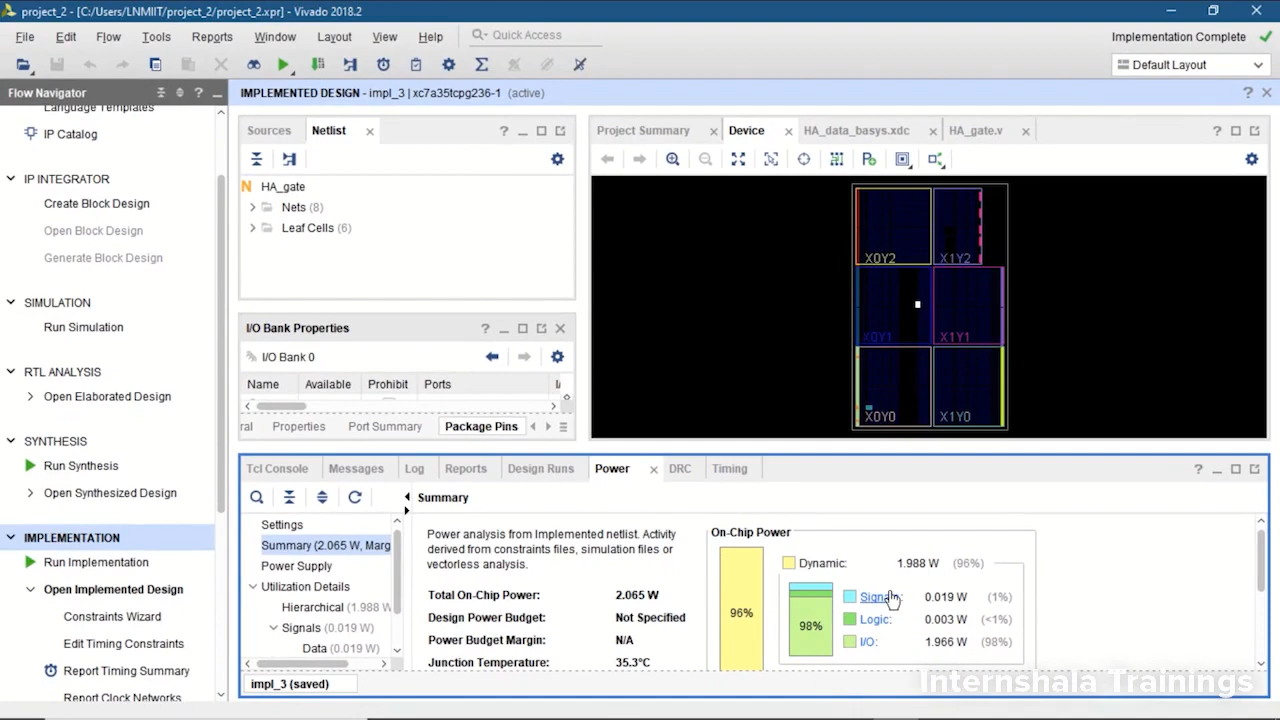 project_2 - [C:/Users/LNMIIT/project_2/project_2.xpr] - Vivado 2018.2
File Edit Flow Tools Reports Window Layout View Help Quick Access
Implementation Complete
Default Layout
Flow Navigator
IMPLEMENTED DESIGN - impl_3 | xc7a35tcpg236-1 (active)
Language Templates
IP Catalog
IP INTEGRATOR
Create Block Design
Open Block Design
Generate Block Design
SIMULATION
Run Simulation
RTL ANALYSIS
Open Elaborated Design
SYNTHESIS
Run Synthesis
Open Synthesized Design
IMPLEMENTATION
Run Implementation
Open Implemented Design
Constraints Wizard
Edit Timing Constraints
Report Timing Summary
Report Clock Networks
Sources Netlist
N HA_gate
Nets (8)
Leaf Cells (6)
I/O Bank Properties
I/O Bank 0
Name Available Prohibit Ports
Properties Port Summary Package Pins
Project Summary Device HA_data_basys.xdc HA_gate.v
X0Y2 X1Y2
X0Y1 X1Y1
X0Y0 X1Y0
Tcl Console Messages Log Reports Design Runs Power DRC Timing
Summary
Settings
Summary (2.065 W, Marg
Power Supply
Utilization Details
Hierarchical (1.988 W
Signals (0.019 W)
Data (0.019 W)
Power analysis from Implemented netlist. Activity
derived from constraints files, simulation files or
vectorless analysis.
Total On-Chip Power: 2.065 W
Design Power Budget: Not Specified
Power Budget Margin: N/A
Junction Temperature: 35.3°C
On-Chip Power
96%
Dynamic: 1.988 W (96%)
98%
Signals: 0.019 W (1%)
Logic: 0.003 W (<1%)
I/O: 1.966 W (98%)
impl_3 (saved)
Internshala Trainings